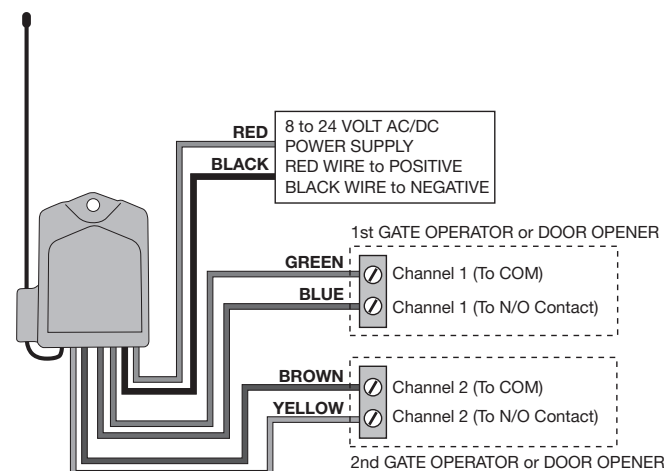 RED
BLACK
8 to 24 VOLT AC/DC
POWER SUPPLY
RED WIRE to POSITIVE
BLACK WIRE to NEGATIVE
1st GATE OPERATOR or DOOR OPENER
GREEN
Channel 1 (To COM)
BLUE
Channel 1 (To N/O Contact)
BROWN
Channel 2 (To COM)
YELLOW
Channel 2 (To N/O Contact)
2nd GATE OPERATOR or DOOR OPENER